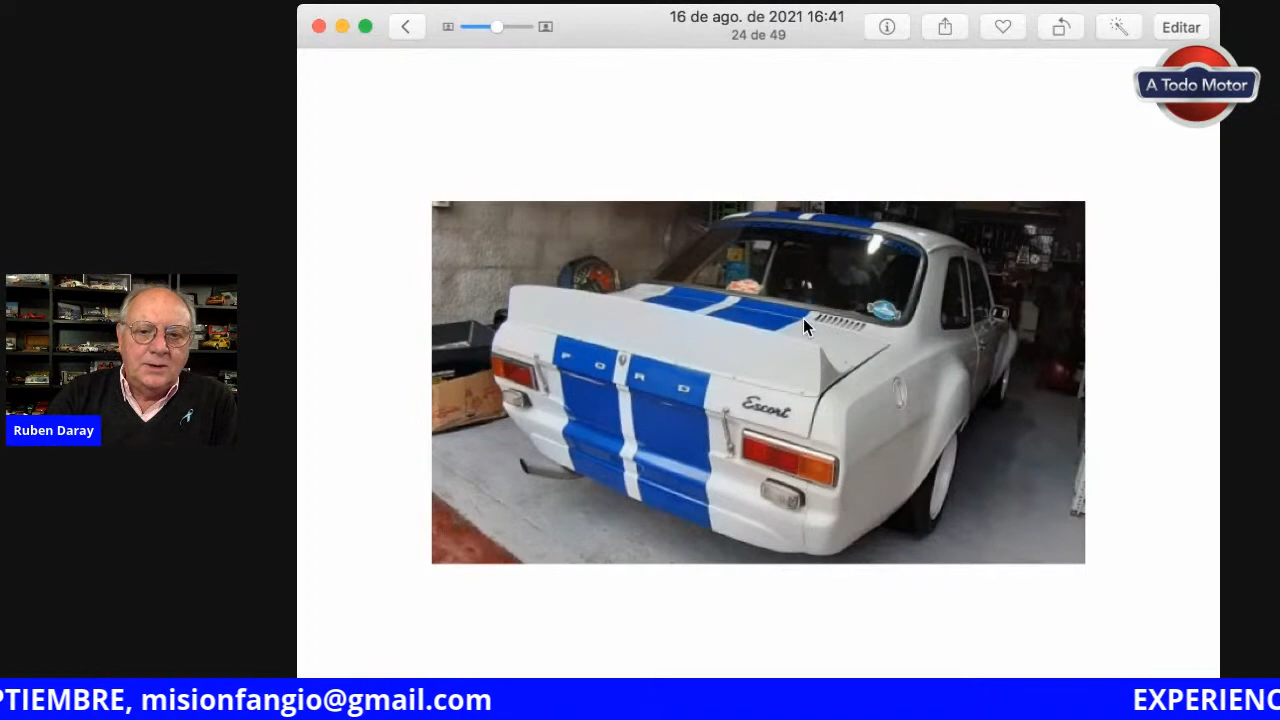 16 de ago. de 2021 16:41
24 de 49
Editar
A Todo Motor
FORD
Escort
Ruben Daray
PTIEMBRE, misionfangio@gmail.com
EXPERIENC